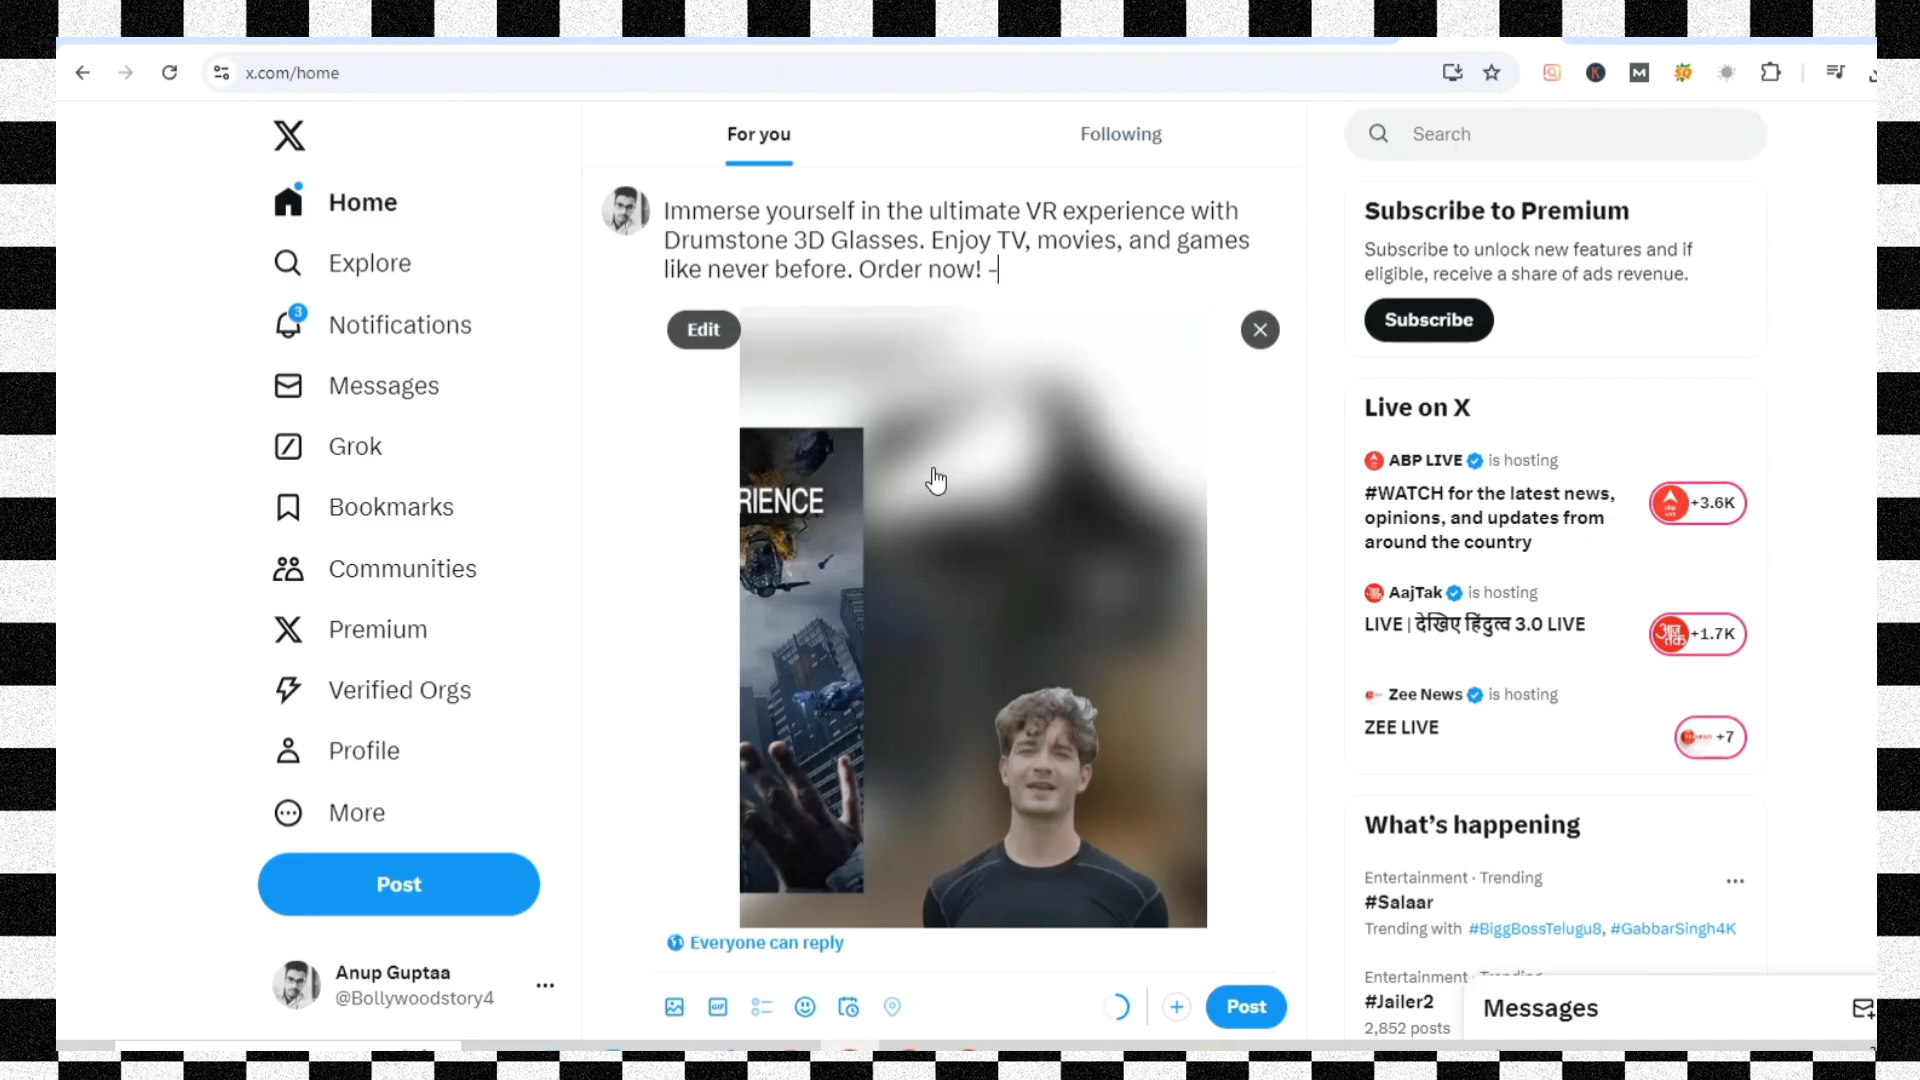 x.com/home
For you
Following
Search
Home
Explore
3
Notifications
Messages
Grok
Bookmarks
Communities
Premium
Verified Orgs
Profile
More
Post
Anup Guptaa
@Bollywoodstory4
Immerse yourself in the ultimate VR experience with
Drumstone 3D Glasses. Enjoy TV, movies, and games
like never before. Order now! -
Edit
RIENCE
Everyone can reply
GIF
Post
Subscribe to Premium
Subscribe to unlock new features and if
eligible, receive a share of ads revenue.
Subscribe
Live on X
ABP LIVE is hosting
#WATCH for the latest news,
opinions, and updates from
around the country
+3.6K
AajTak is hosting
LIVE | देखिए हिंदुत्व 3.0 LIVE
आज तक
+1.7K
Zee News is hosting
ZEE LIVE
+7
What's happening
Entertainment · Trending
#Salaar
Trending with #BiggBossTelugu8, #GabbarSingh4K
Entertainment · Trending
#Jailer2
2,852 posts
Messages